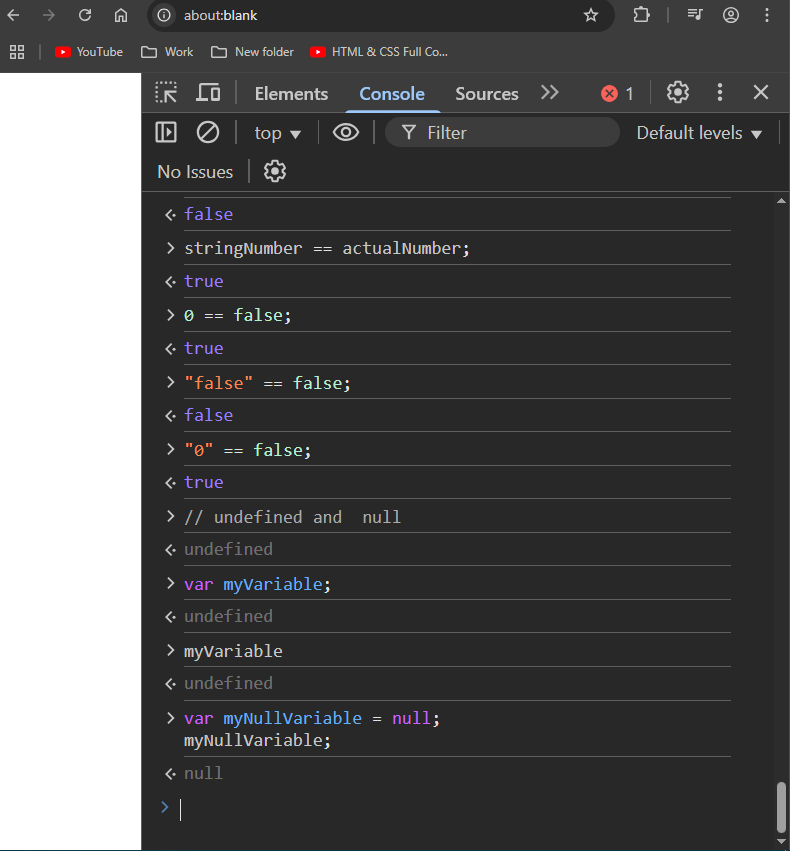 about:blank
YouTube Work New folder HTML & CSS Full Co...
Elements Console Sources 1
top Filter Default levels
No Issues
false
stringNumber == actualNumber;
true
0 == false;
true
"false" == false;
false
"0" == false;
true
// undefined and  null
undefined
var myVariable;
undefined
myVariable
undefined
var myNullVariable = null;
myNullVariable;
null